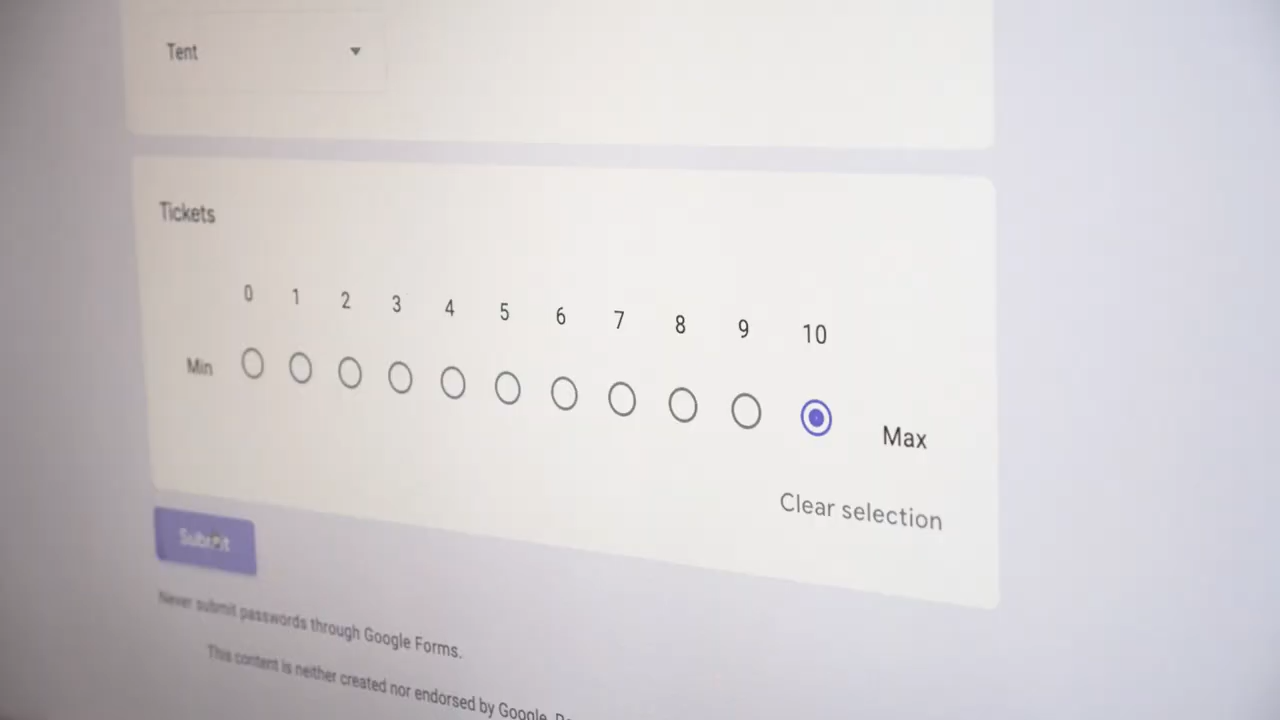 Tent
Tickets
0 1 2 3 4 5 6 7 8 9 10
Min Max
Clear selection
Submit
Never submit passwords through Google Forms.
This content is neither created nor endorsed by Google.